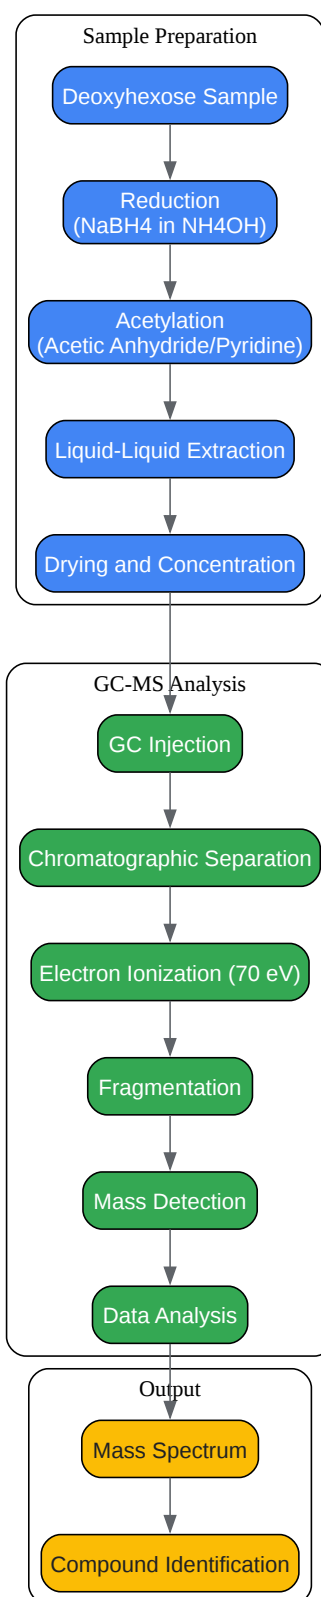 Sample Preparation
Deoxyhexose Sample
Reduction
(NaBH4 in NH4OH)
Acetylation
(Acetic Anhydride/Pyridine)
Liquid-Liquid Extraction
Drying and Concentration
GC-MS Analysis
GC Injection
Chromatographic Separation
Electron Ionization (70 eV)
Fragmentation
Mass Detection
Data Analysis
Output
Mass Spectrum
Compound Identification